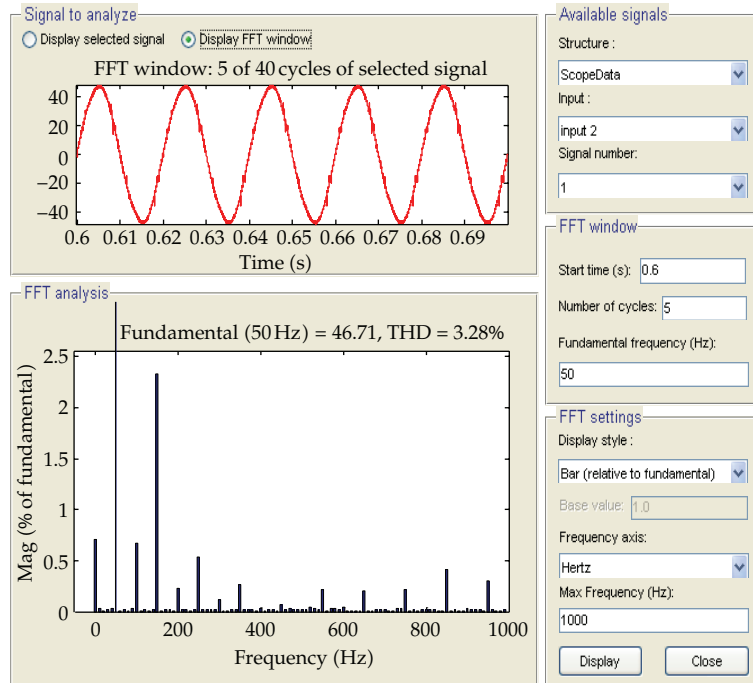 Signal to analyze
Display selected signal
Display FFT window
FFT window: 5 of 40 cycles of selected signal
40
20
0
−20
−40
0.6 0.61 0.62 0.63 0.64 0.65 0.66 0.67 0.68 0.69
Time (s)
FFT analysis
Fundamental (50 Hz) = 46.71, THD = 3.28%
Mag (% of fundamental)
2.5
2
1.5
1
0.5
0
0 200 400 600 800 1000
Frequency (Hz)
Available signals
Structure :
ScopeData
Input :
input 2
Signal number:
1
FFT window
Start time (s): 0.6
Number of cycles: 5
Fundamental frequency (Hz):
50
FFT settings
Display style :
Bar (relative to fundamental)
Base value: 1.0
Frequency axis:
Hertz
Max Frequency (Hz):
1000
Display Close